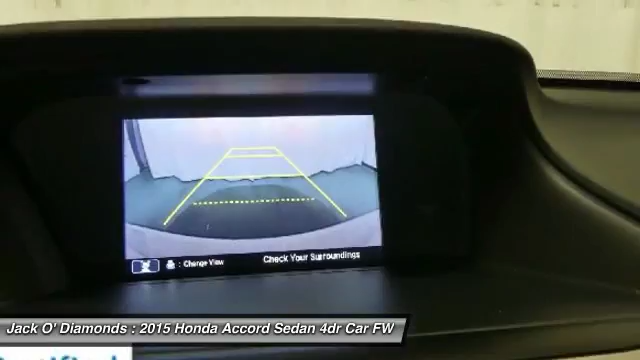 : Change View
Check Your Surroundings
Jack O' Diamonds : 2015 Honda Accord Sedan 4dr Car FW